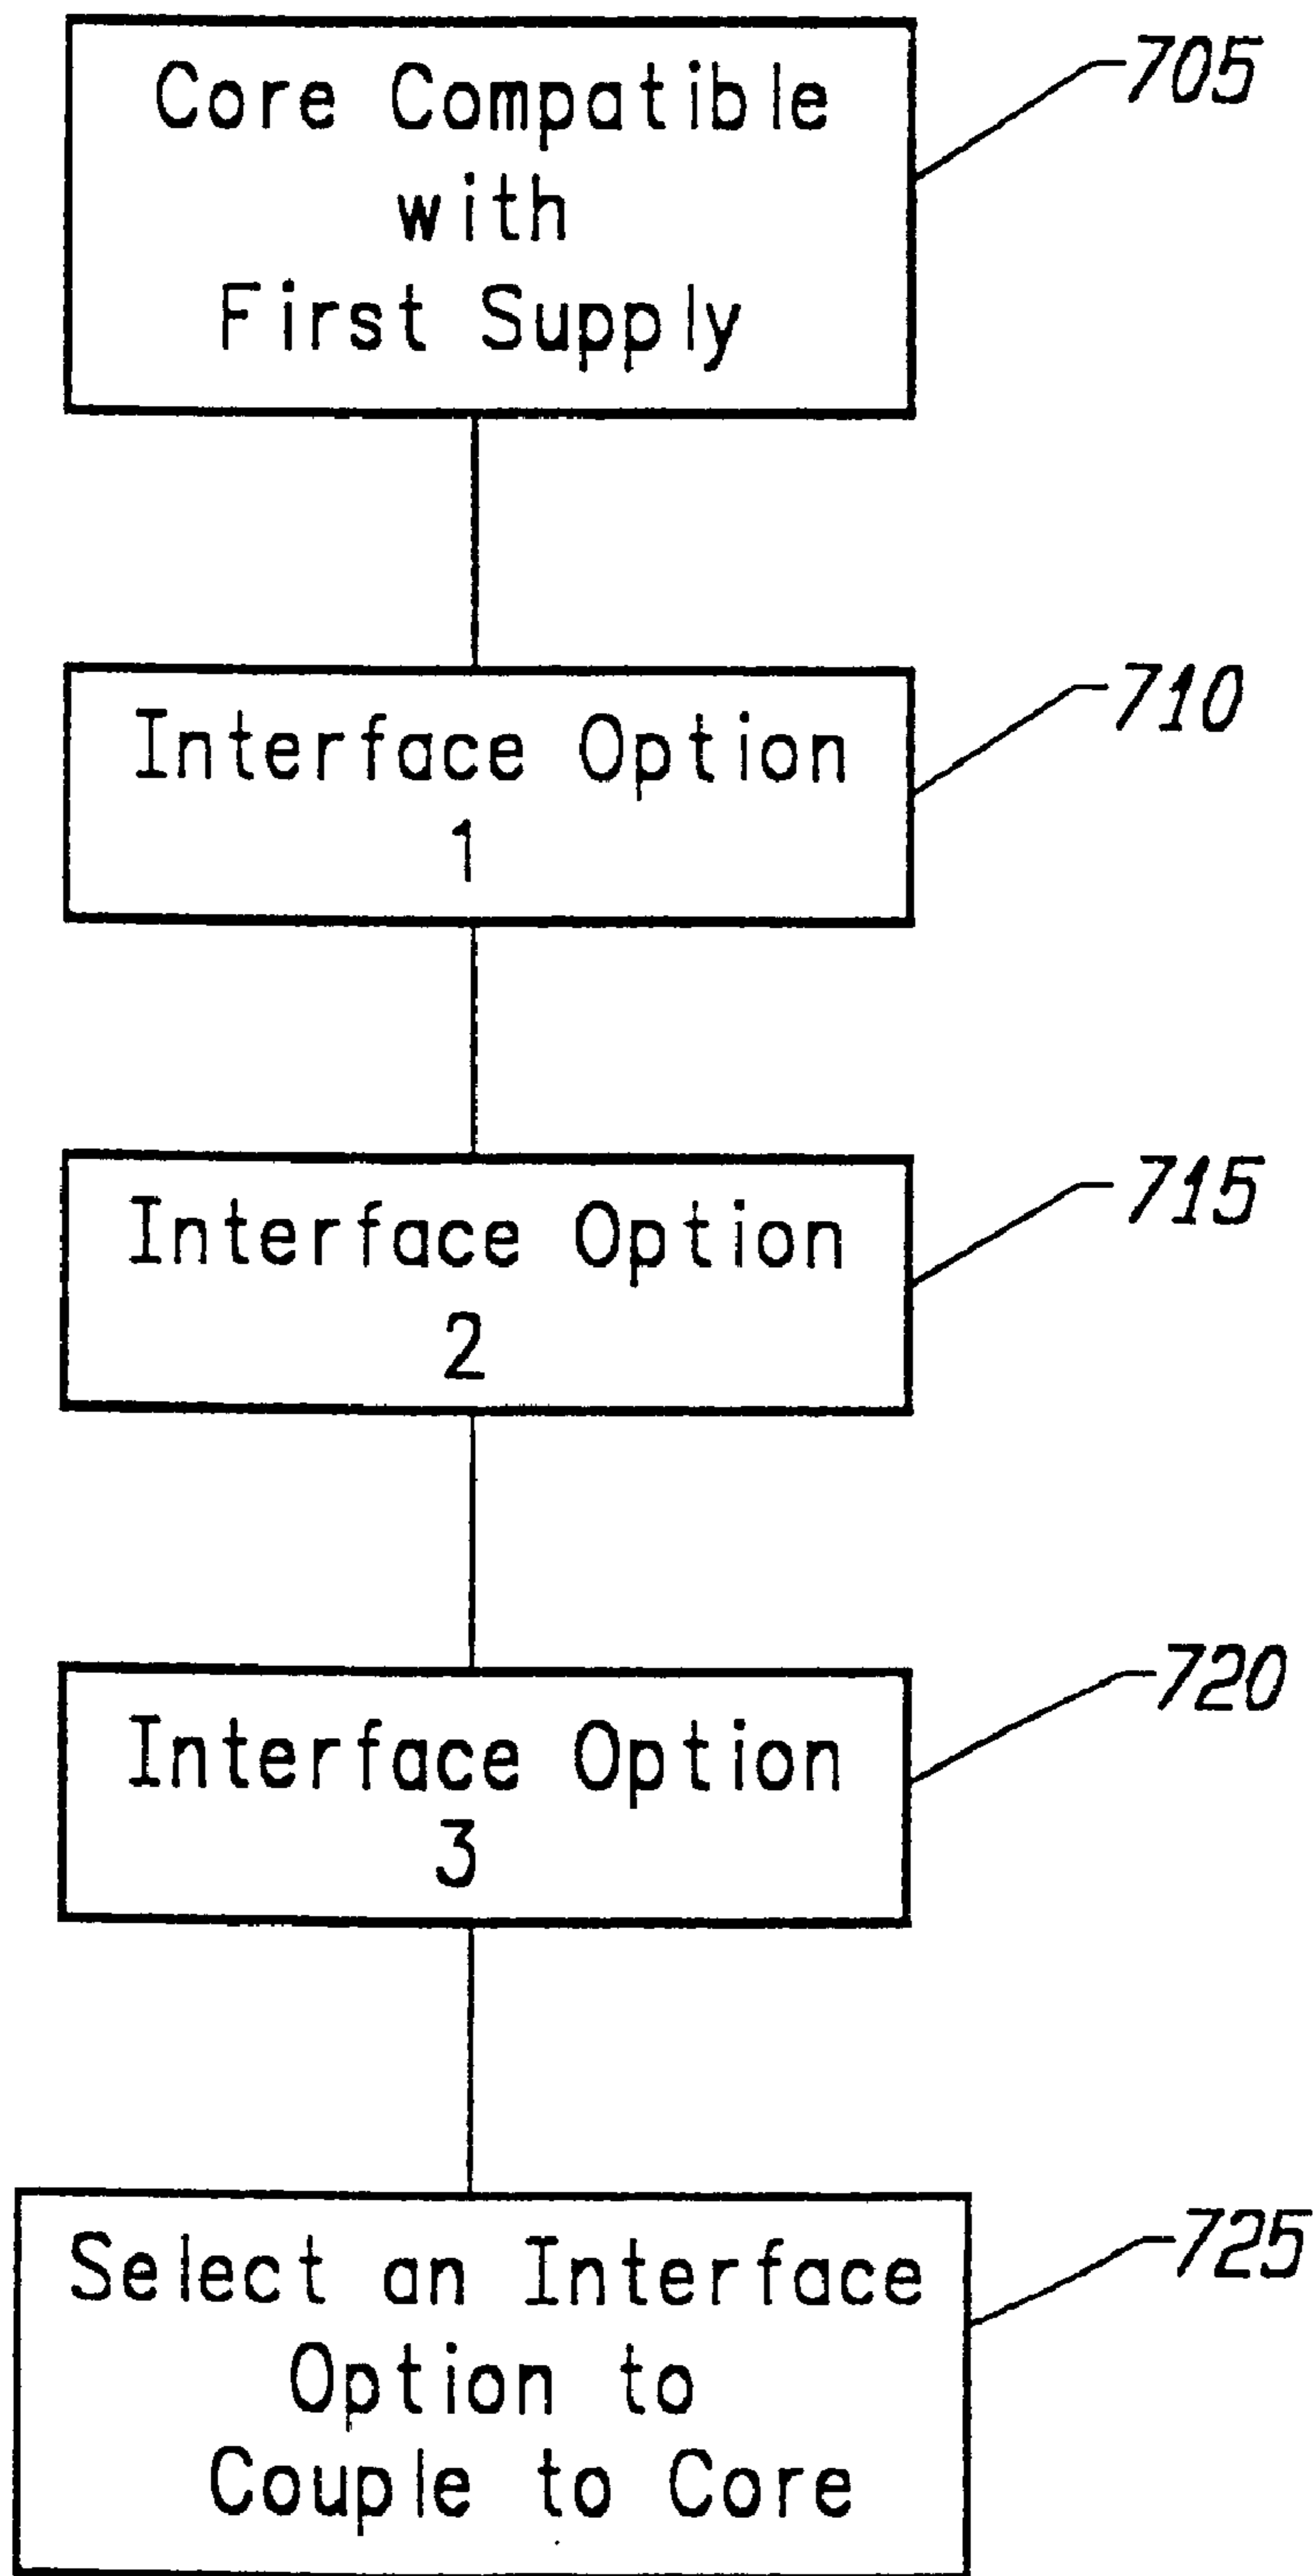 Core Compatible
with
First Supply
705
Interface Option
1
710
Interface Option
2
715
Interface Option
3
720
Select an Interface
Option to
Couple to Core
725